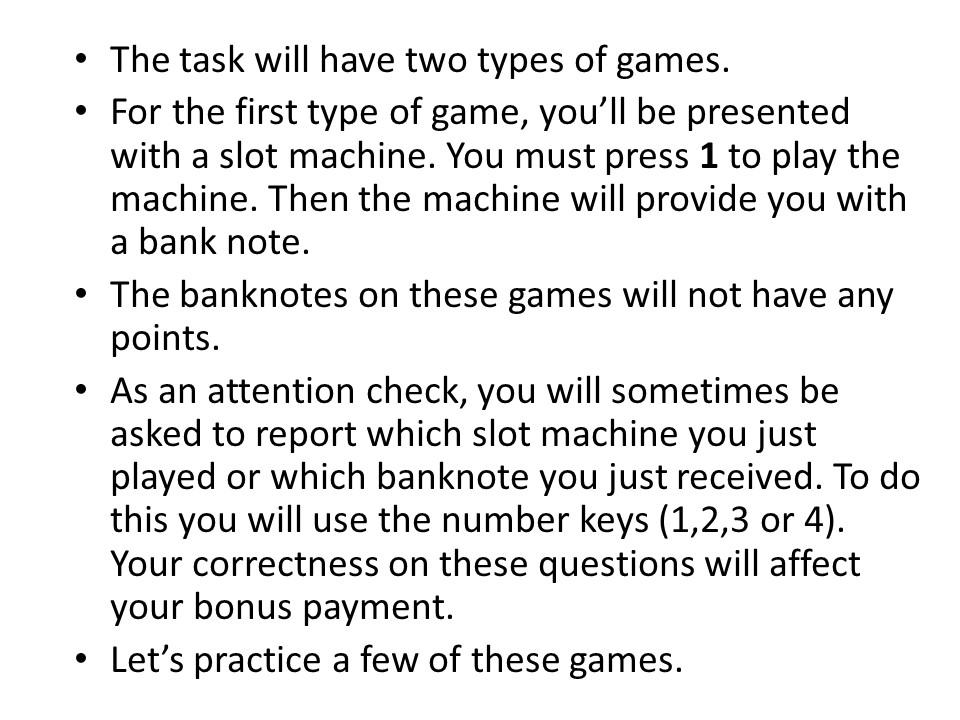 • The task will have two types of games.
• For the first type of game, you’ll be presented
with a slot machine. You must press 1 to play the
machine. Then the machine will provide you with
a bank note.
• The banknotes on these games will not have any
points.
• As an attention check, you will sometimes be
asked to report which slot machine you just
played or which banknote you just received. To do
this you will use the number keys (1,2,3 or 4).
Your correctness on these questions will affect
your bonus payment.
• Let’s practice a few of these games.